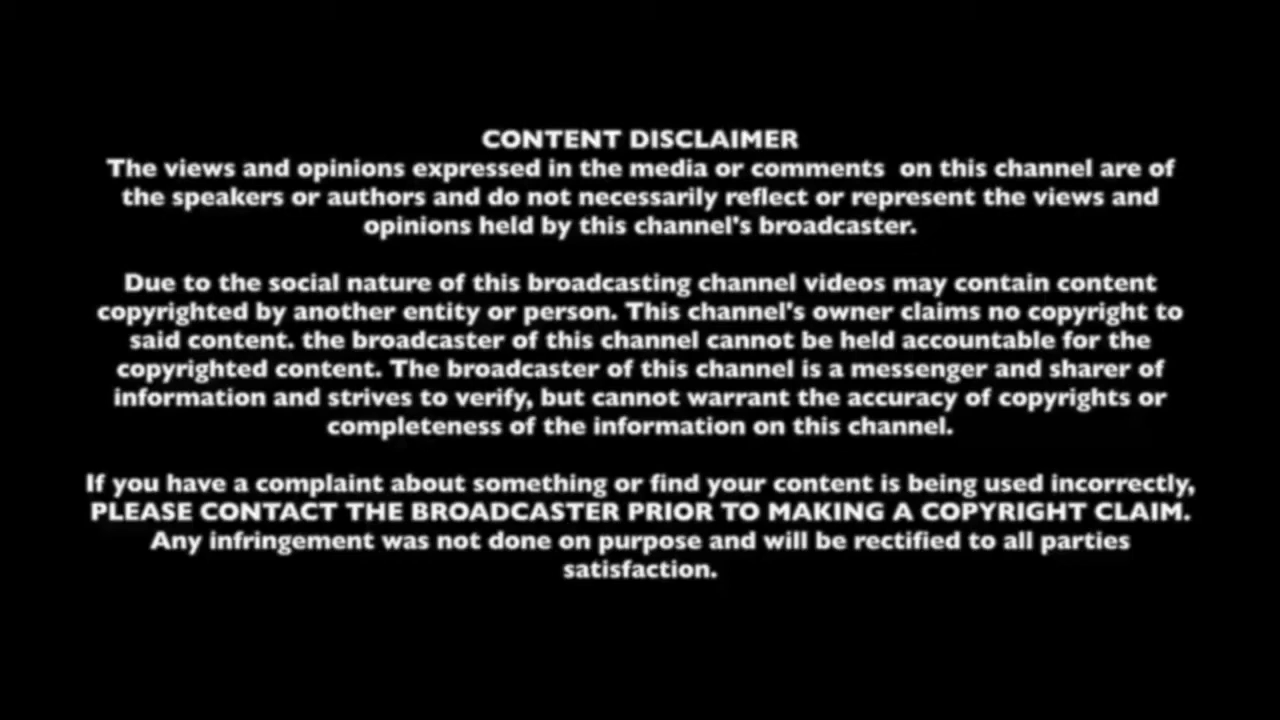 CONTENT DISCLAIMER
The views and opinions expressed in the media or comments  on this channel are of
the speakers or authors and do not necessarily reflect or represent the views and
opinions held by this channel's broadcaster.
Due to the social nature of this broadcasting channel videos may contain content
copyrighted by another entity or person. This channel's owner claims no copyright to
said content. the broadcaster of this channel cannot be held accountable for the
copyrighted content. The broadcaster of this channel is a messenger and sharer of
information and strives to verify, but cannot warrant the accuracy of copyrights or
completeness of the information on this channel.
If you have a complaint about something or find your content is being used incorrectly,
PLEASE CONTACT THE BROADCASTER PRIOR TO MAKING A COPYRIGHT CLAIM.
Any infringement was not done on purpose and will be rectified to all parties
satisfaction.